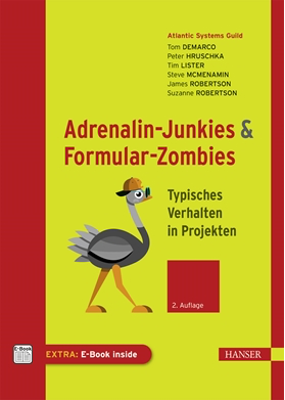 Atlantic Systems Guild
Tom DEMARCO
Peter HRUSCHKA
Tim LISTER
Steve MCMENAMIN
James ROBERTSON
Suzanne ROBERTSON
Adrenalin-Junkies &
Formular-Zombies
Typisches
Verhalten
in Projekten
2. Auflage
E-Book
EXTRA: E-Book inside
HANSER